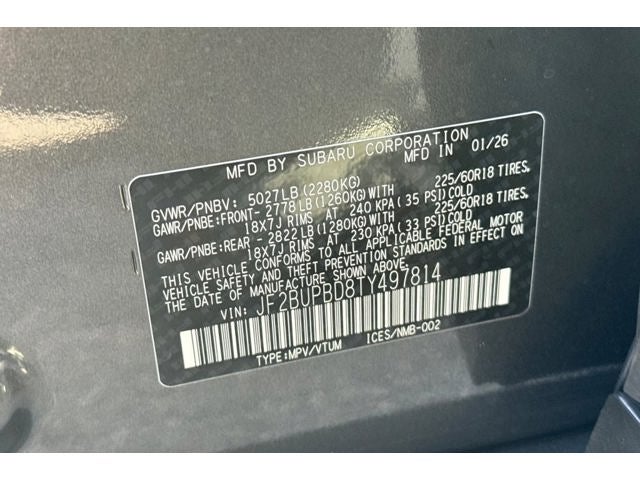 MFD BY SUBARU CORPORATION
MFD IN 01/26
GVWR/PNBV: 5027LB(2280KG)
GAWR/PNBE:FRONT- 2778LB(1260KG)WITH 225/60R18 TIRES.
18X7J RIMS AT 240 KPA( 35 PSI)COLD
GAWR/PNBE:REAR - 2822LB(1280KG)WITH 225/60R18 TIRES.
18X7J RIMS AT 230 KPA( 33 PSI)COLD
THIS VEHICLE CONFORMS TO ALL APPLICABLE FEDERAL MOTOR
VEHICLE SAFETY AND THEFT PREVENTION STANDARDS IN EFFECT ON
THE DATE OF MANUFACTURE SHOWN ABOVE.
VIN: JF2BUPBD8TY497814
TYPE:MPV/VTUM ICES/NMB-002